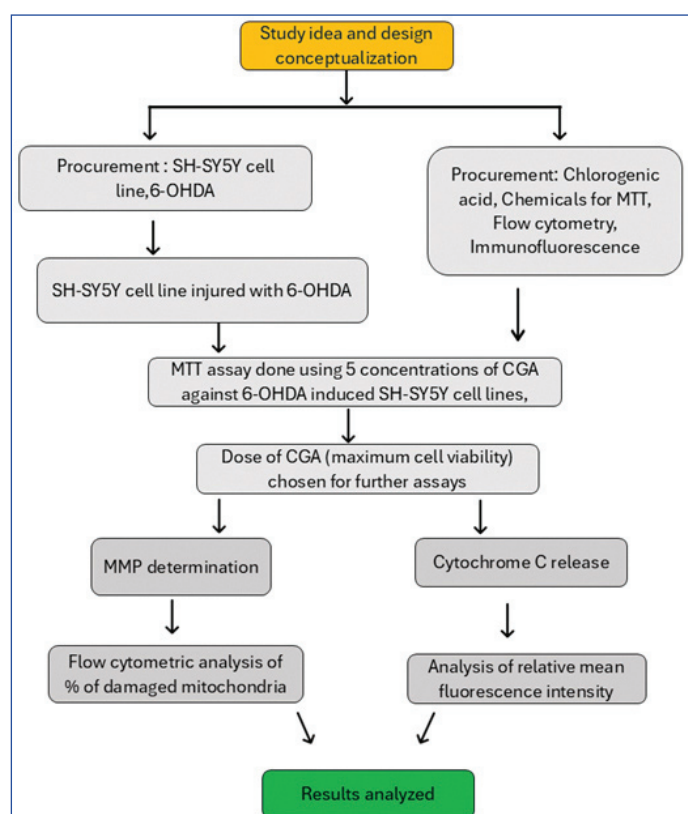 Study idea and design
conceptualization
Procurement : SH-SY5Y cell
line,6-OHDA
Procurement: Chlorogenic
acid, Chemicals for MTT,
Flow cytometry,
Immunofluorescence
SH-SY5Y cell line injured with 6-OHDA
MTT assay done using 5 concentrations of CGA
against 6-OHDA induced SH-SY5Y cell lines,
Dose of CGA (maximum cell viability)
chosen for further assays
MMP determination
Cytochrome C release
Flow cytometric analysis of
% of damaged mitochondria
Analysis of relative mean
fluorescence intensity
Results analyzed